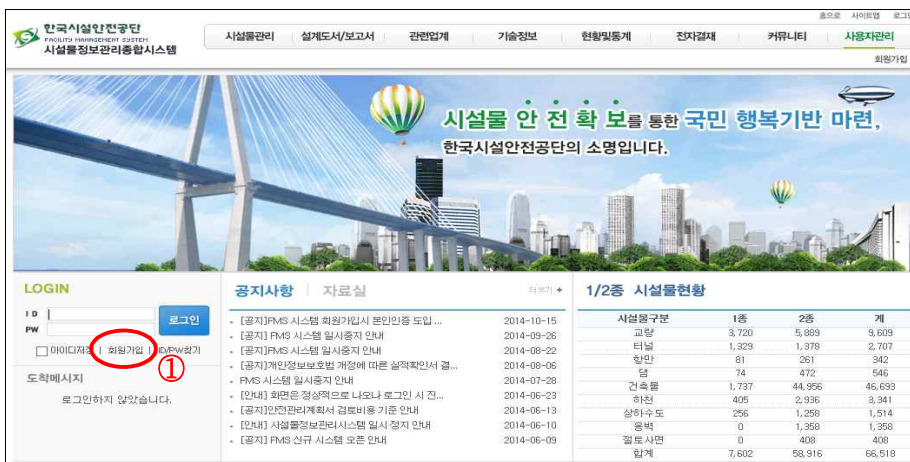 홈으로 사이트맵 로그인
한국시설안전공단
FACILITY MANAGEMENT SYSTEM
시설물정보관리종합시스템
시설물관리 설계도서/보고서 관련업계 기술정보 현황및통계 전자결재 커뮤니티 사용자관리
회원가입
시설물 안 전 확 보를 통한 국민 행복기반 마련,
한국시설안전공단의 소명입니다.
LOGIN
ID
PW
로그인
아이디저장 | 회원가입 | ID/PW찾기
①
도착메시지
로그인하지 않았습니다.
공지사항 | 자료실 더보기 +
[공지]FMS 시스템 회원가입시 본인인증 도입 ... 2014-10-15
[공지] FMS 시스템 일시중지 안내 2014-09-26
[공지]FMS 시스템 일시중지 안내 2014-08-22
[공지]개인정보보호법 개정에 따른 실적확인서 결... 2014-08-06
FMS 시스템 일시중지 안내 2014-07-28
[안내] 화면은 정상적으로 나오나 로그인 시 진... 2014-06-23
[공지]안전관리계획서 검토비용 기준 안내 2014-06-13
[안내] 시설물정보관리시스템 일시 정지 안내 2014-06-10
[공지] FMS 신규 시스템 오픈 안내 2014-06-09
1/2종 시설물현황
시설물구분 1종 2종 계
교량 3,720 5,889 9,609
터널 1,329 1,378 2,707
항만 81 261 342
댐 74 472 546
건축물 1,737 44,956 46,693
하천 405 2,936 3,341
상하수도 256 1,258 1,514
옹벽 0 1,358 1,358
절토사면 0 408 408
합계 7,602 58,916 66,518